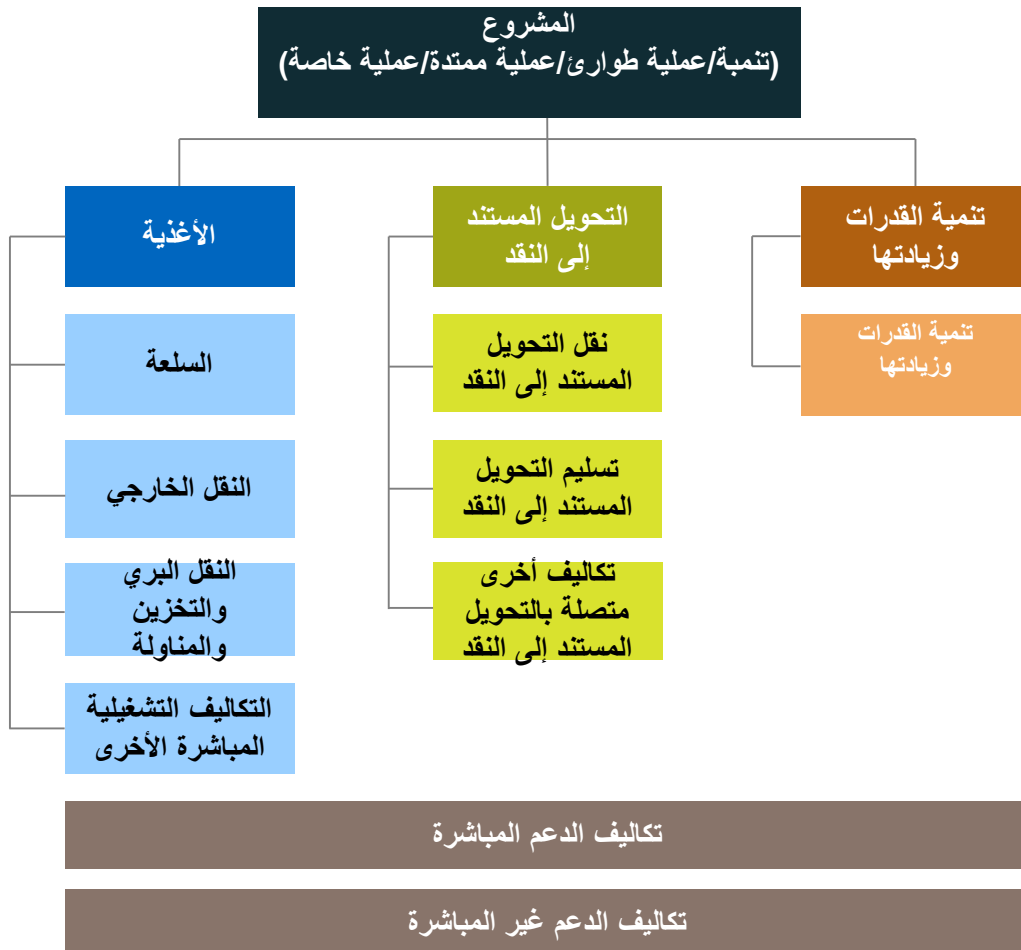 المشروع
(تنمبة/عملية طوارئ/عملية ممتدة/عملية خاصة)
تنمية القدرات
وزيادتها
تنمية القدرات
وزيادتها
التحويل المستند
إلى النقد
نقل التحويل
المستند إلى النقد
تسليم التحويل
المستند إلى النقد
تكاليف أخرى
متصلة بالتحويل
المستند إلى النقد
الأغذية
السلعة
النقل الخارجي
النقل البري
والتخزين
والمناولة
التكاليف التشغيلية
المباشرة الأخرى
تكاليف الدعم المباشرة
تكاليف الدعم غير المباشرة